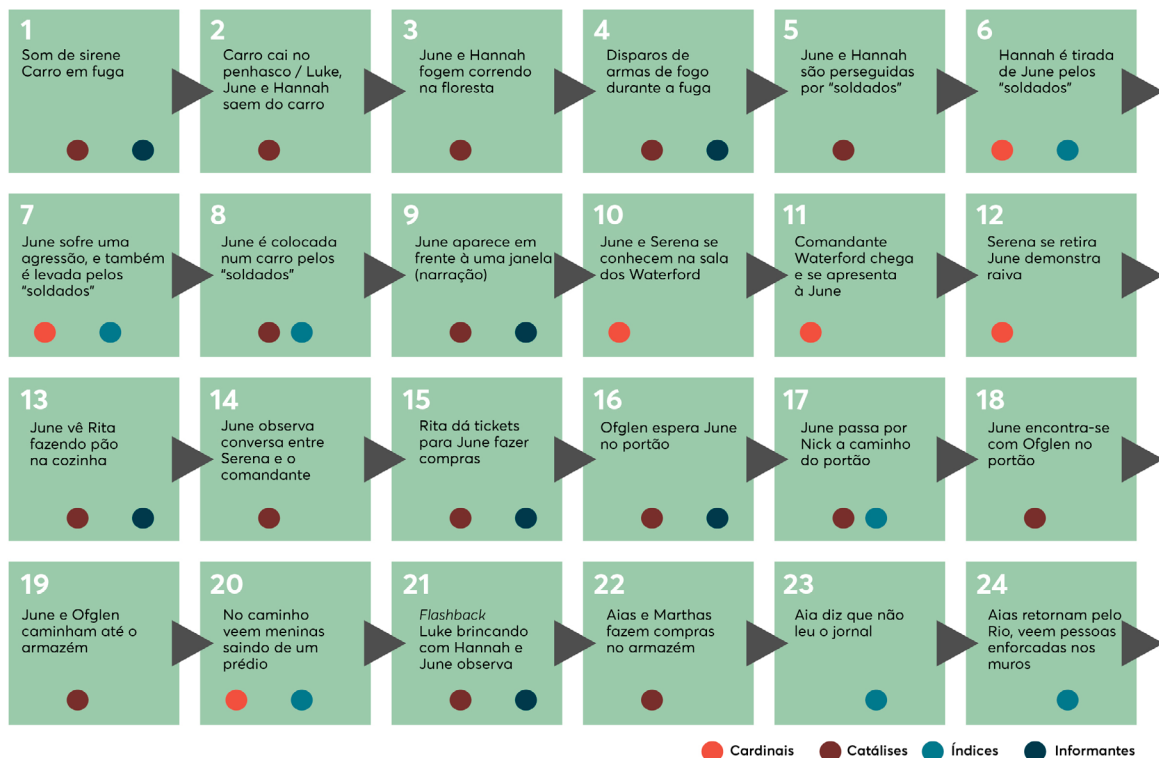 1
Som de sirene
Carro em fuga
2
Carro cai no
penhasco / Luke,
June e Hannah
saem do carro
3
June e Hannah
fogem correndo
na floresta
4
Disparos de
armas de fogo
durante a fuga
5
June e Hannah
são perseguidas
por “soldados”
6
Hannah é tirada
de June pelos
“soldados”
7
June sofre uma
agressão, e também
é levada pelos
“soldados”
8
June é colocada
num carro pelos
“soldados”
9
June aparece em
frente à uma janela
(narração)
10
June e Serena se
conhecem na sala
dos Waterford
11
Comandante
Waterford chega
e se apresenta
à June
12
Serena se retira
June demonstra
raiva
13
June vê Rita
fazendo pão
na cozinha
14
June observa
conversa entre
Serena e o
comandante
15
Rita dá tickets
para June fazer
compras
16
Ofglen espera June
no portão
17
June passa por
Nick a caminho
do portão
18
June encontra-se
com Ofglen no
portão
19
June e Ofglen
caminham até o
armazém
20
No caminho
veem meninas
saindo de um
prédio
21
Flashback
Luke brincando
com Hannah e
June observa
22
Aias e Marthas
fazem compras
no armazém
23
Aia diz que não
leu o jornal
24
Aias retornam pelo
Rio, veem pessoas
enforcadas nos
muros
Cardinais Catálises Índices Informantes